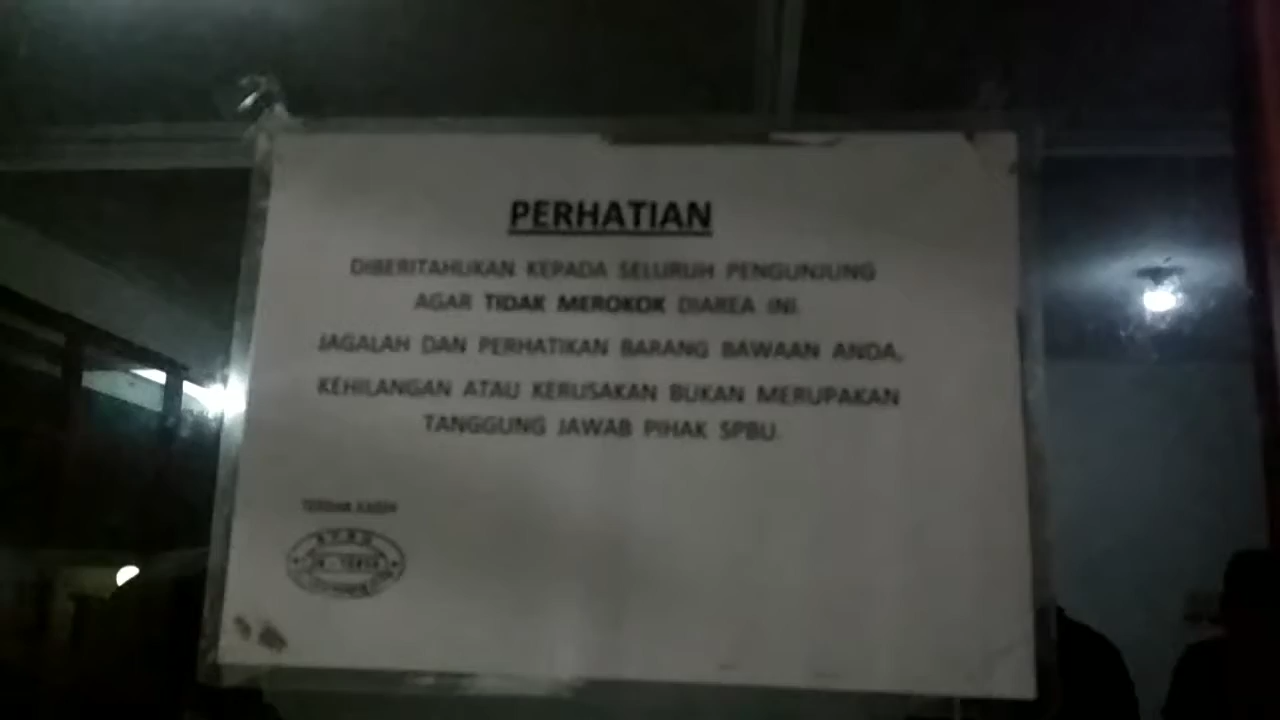 PERHATIAN
DIBERITAHUKAN KEPADA SELURUH PENGUNJUNG
AGAR TIDAK MEROKOK DIAREA INI.
JAGALAH DAN PERHATIKAN BARANG BAWAAN ANDA,
KEHILANGAN ATAU KERUSAKAN BUKAN MERUPAKAN
TANGGUNG JAWAB PIHAK SPBU.
TERIMA KASIH